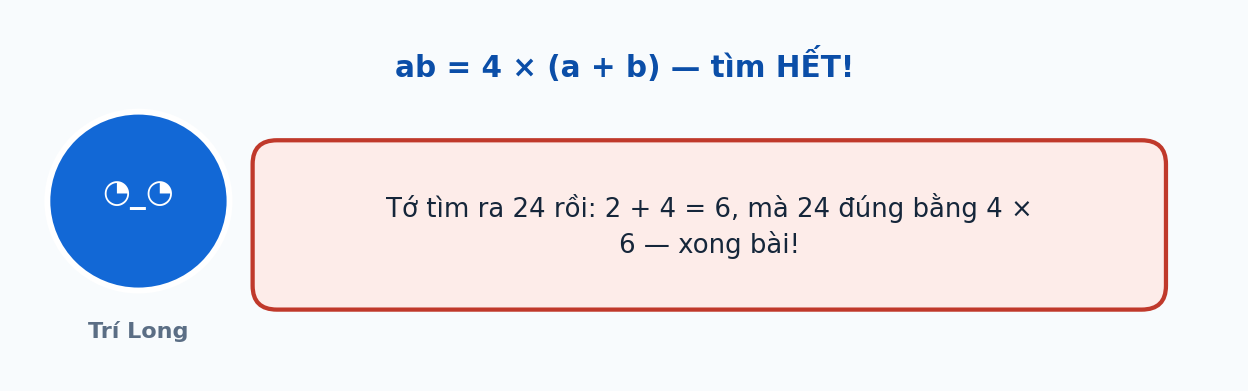 ab = 4 × (a + b) — tìm HẾT!
Tớ tìm ra 24 rồi: 2 + 4 = 6, mà 24 đúng bằng 4 ×
6 — xong bài!
◔_◔
Trí Long